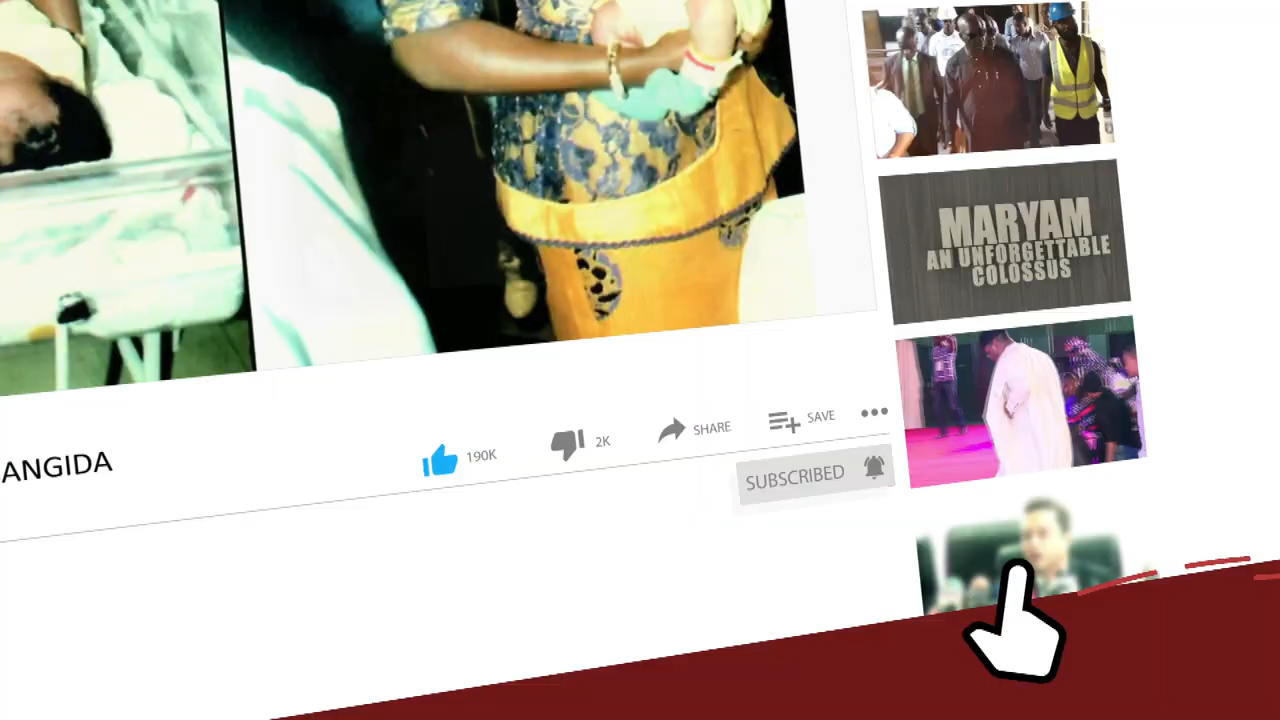 MARYAM
AN UNFORGETTABLE
COLOSSUS
ANGIDA
190K
2K
SHARE
SAVE
SUBSCRIBED